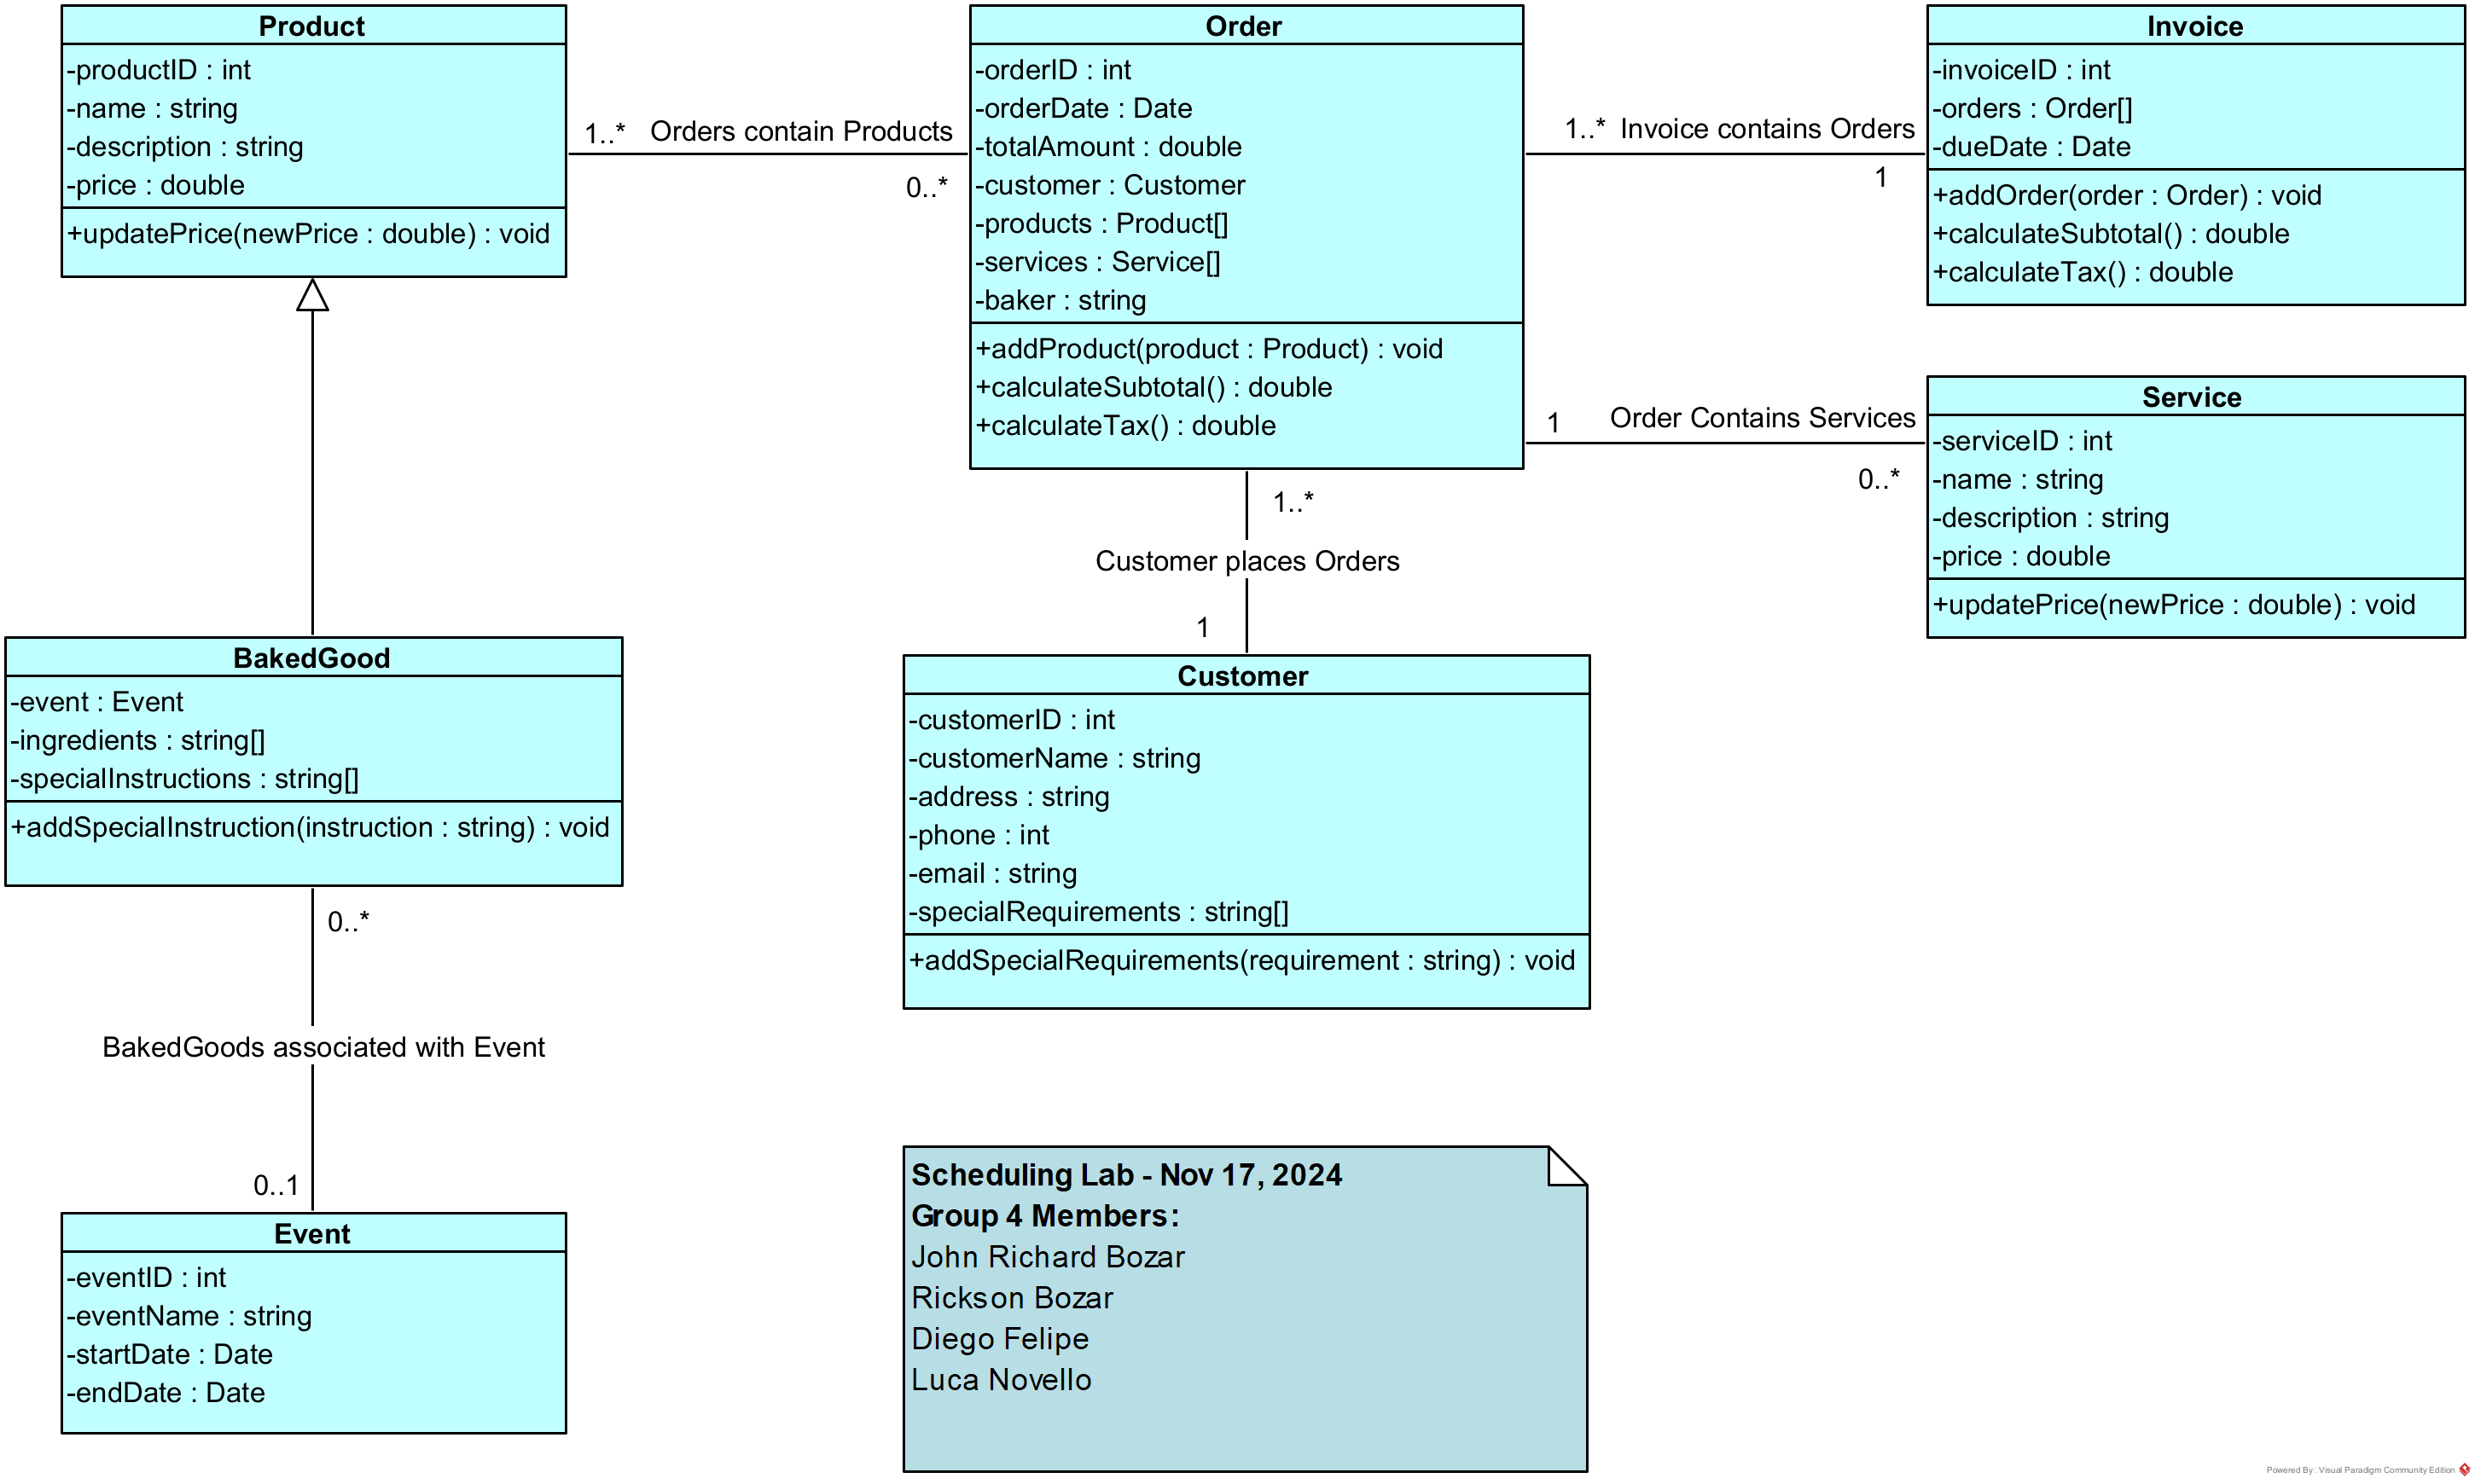 Product
-productID : int
-name : string
-description : string
-price : double
+updatePrice(newPrice : double) : void
1..* Orders contain Products
0..*
Order
-orderID : int
-orderDate : Date
-totalAmount : double
-customer : Customer
-products : Product[]
-services : Service[]
-baker : string
+addProduct(product : Product) : void
+calculateSubtotal() : double
+calculateTax() : double
1..* Invoice contains Orders
1
Invoice
-invoiceID : int
-orders : Order[]
-dueDate : Date
+addOrder(order : Order) : void
+calculateSubtotal() : double
+calculateTax() : double
1 Order Contains Services
0..*
Service
-serviceID : int
-name : string
-description : string
-price : double
+updatePrice(newPrice : double) : void
1..*
Customer places Orders
1
BakedGood
-event : Event
-ingredients : string[]
-specialInstructions : string[]
+addSpecialInstruction(instruction : string) : void
Customer
-customerID : int
-customerName : string
-address : string
-phone : int
-email : string
-specialRequirements : string[]
+addSpecialRequirements(requirement : string) : void
0..*
BakedGoods associated with Event
0..1
Event
-eventID : int
-eventName : string
-startDate : Date
-endDate : Date
Scheduling Lab - Nov 17, 2024
Group 4 Members:
John Richard Bozar
Rickson Bozar
Diego Felipe
Luca Novello
Powered By Visual Paradigm Community Edition